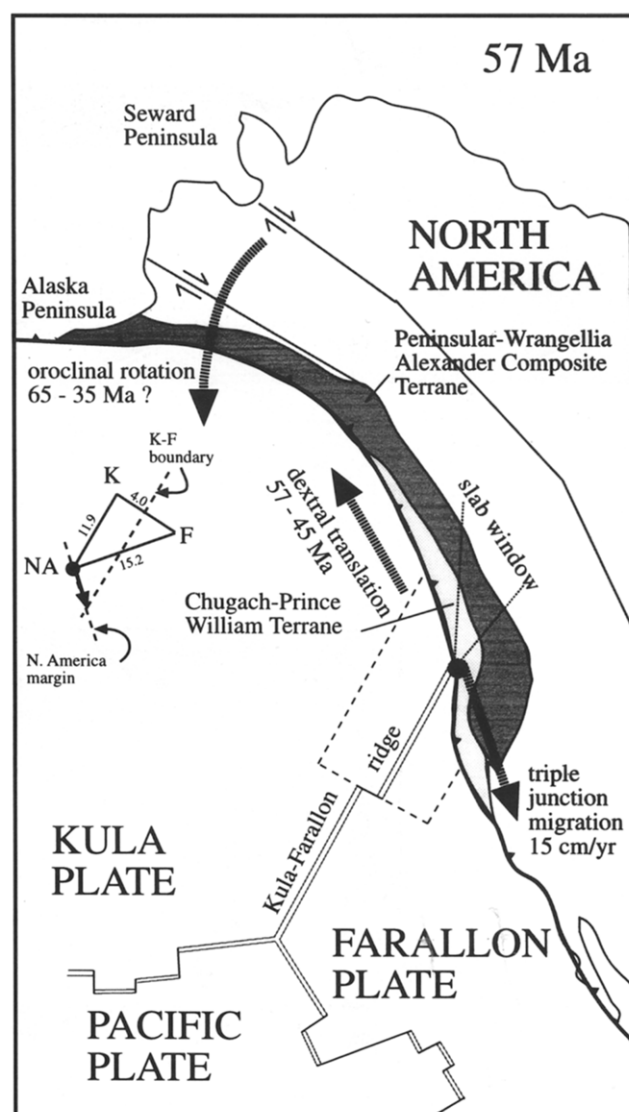 57 Ma
Seward
Peninsula
NORTH
AMERICA
Alaska
Peninsula
Peninsular-Wrangellia
Alexander Composite
Terrane
oroclinal rotation
65 - 35 Ma ?
K-F
boundary
K
4.0
11.9
F
15.2
NA
N. America
margin
dextral translation
57 - 45 Ma
slab window
Chugach-Prince
William Terrane
ridge
Kula-Farallon
triple
junction
migration
15 cm/yr
KULA
PLATE
FARALLON
PLATE
PACIFIC
PLATE